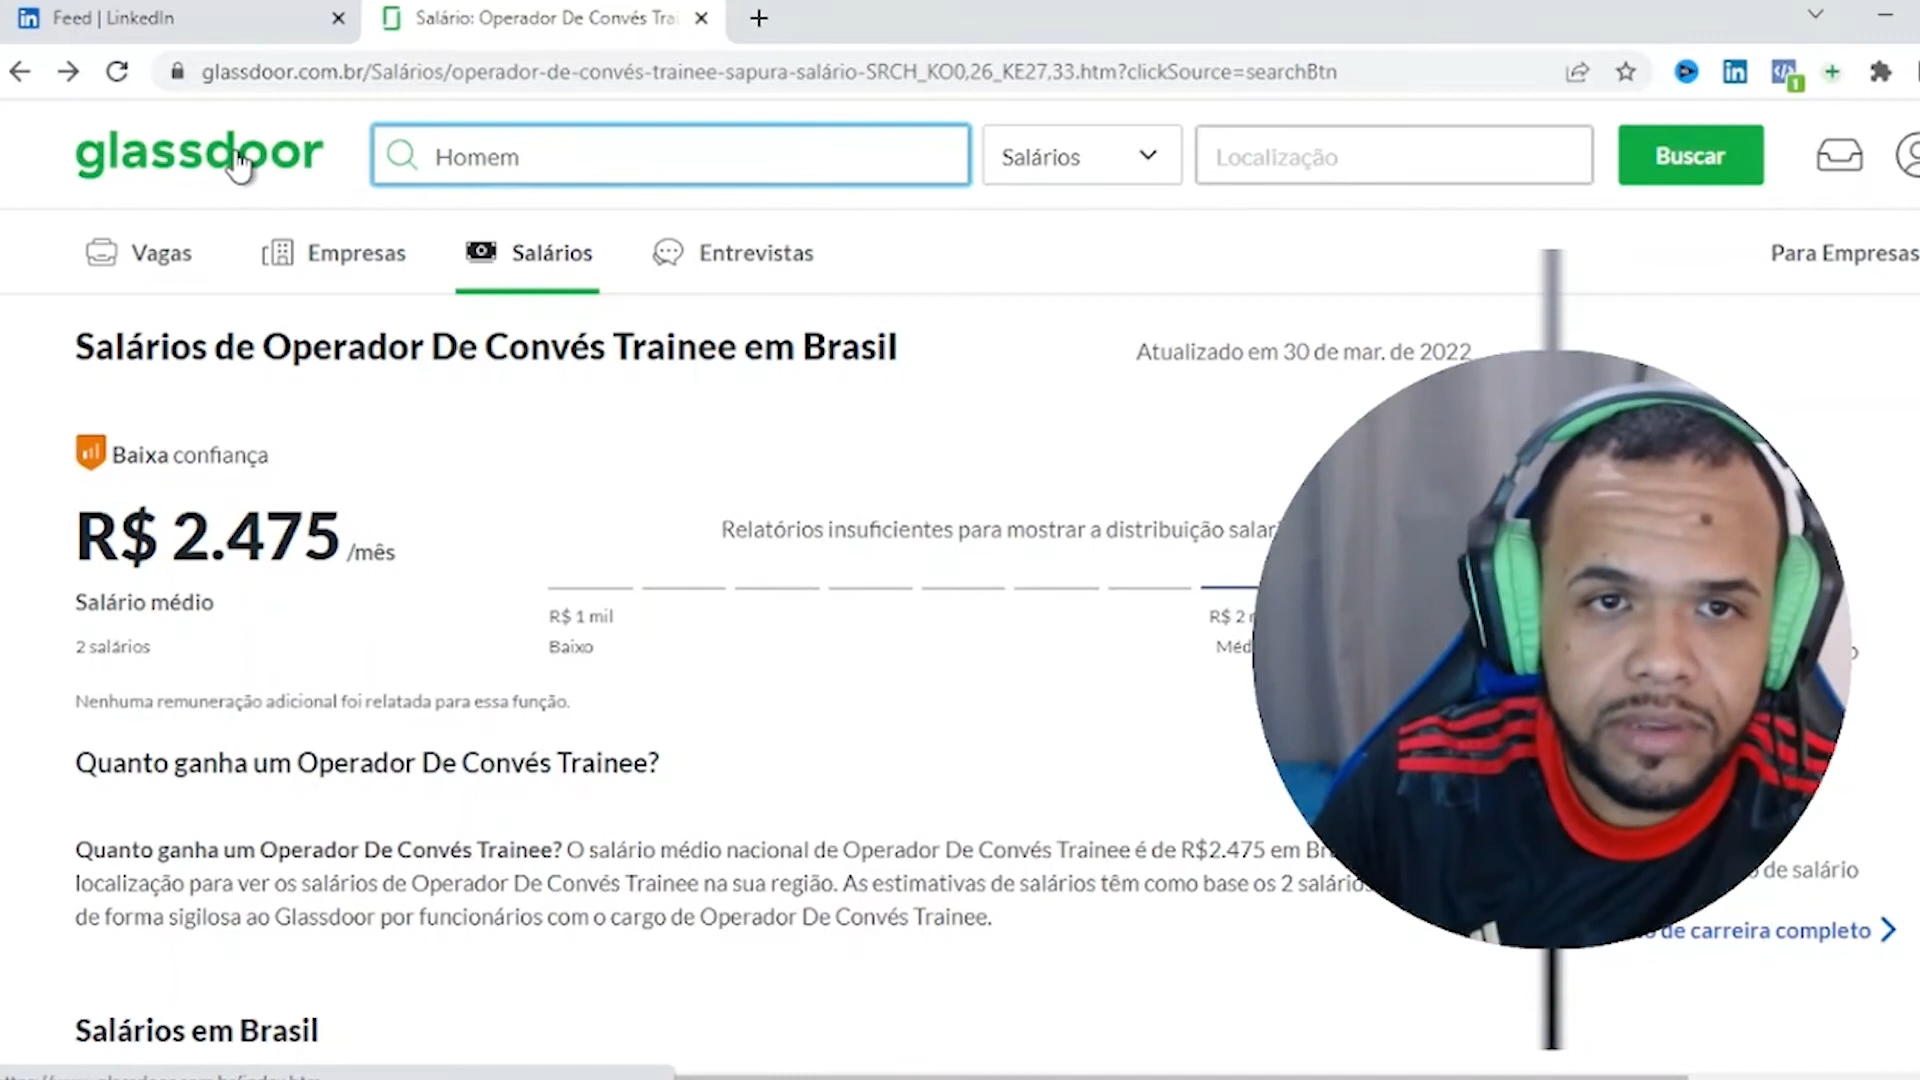 Feed | LinkedIn
Salário: Operador De Convés Trai
glassdoor.com.br/Salários/operador-de-convés-trainee-sapura-salário-SRCH_KO0,26_KE27,33.htm?clickSource=searchBtn
1
glassdoor
Homem
Salários
Localização
Buscar
Vagas
Empresas
Salários
Entrevistas
Para Empresas
Salários de Operador De Convés Trainee em Brasil
Atualizado em 30 de mar. de 2022
Baixa confiança
R$ 2.475 /mês
Relatórios insuficientes para mostrar a distribuição salari
Salário médio
R$ 1 mil
R$ 2
2 salários
Baixo
Méd
Nenhuma remuneração adicional foi relatada para essa função.
Quanto ganha um Operador De Convés Trainee?
Quanto ganha um Operador De Convés Trainee? O salário médio nacional de Operador De Convés Trainee é de R$2.475 em Br
localização para ver os salários de Operador De Convés Trainee na sua região. As estimativas de salários têm como base os 2 salários
de salário
de forma sigilosa ao Glassdoor por funcionários com o cargo de Operador De Convés Trainee.
de carreira completo
Salários em Brasil